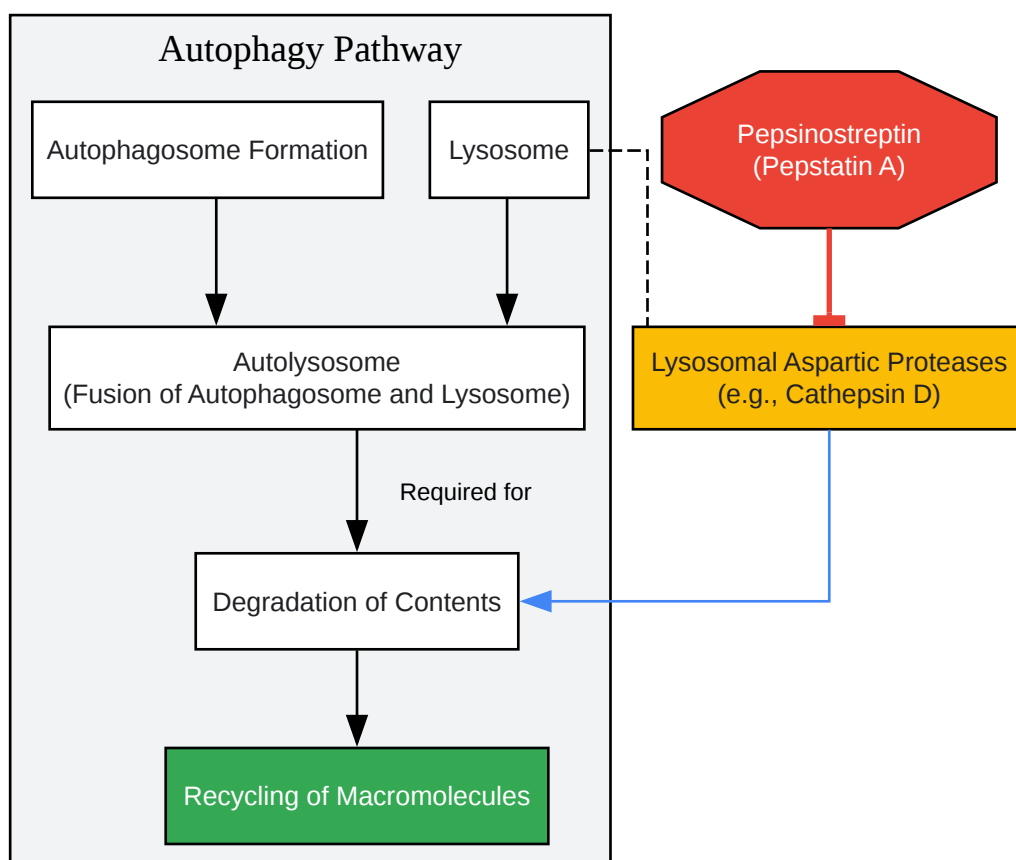 Autophagy Pathway
Autophagosome Formation
Lysosome
Pepsinostreptin
(Pepstatin A)
Autolysosome
(Fusion of Autophagosome and Lysosome)
Lysosomal Aspartic Proteases
(e.g., Cathepsin D)
Required for
Degradation of Contents
Recycling of Macromolecules